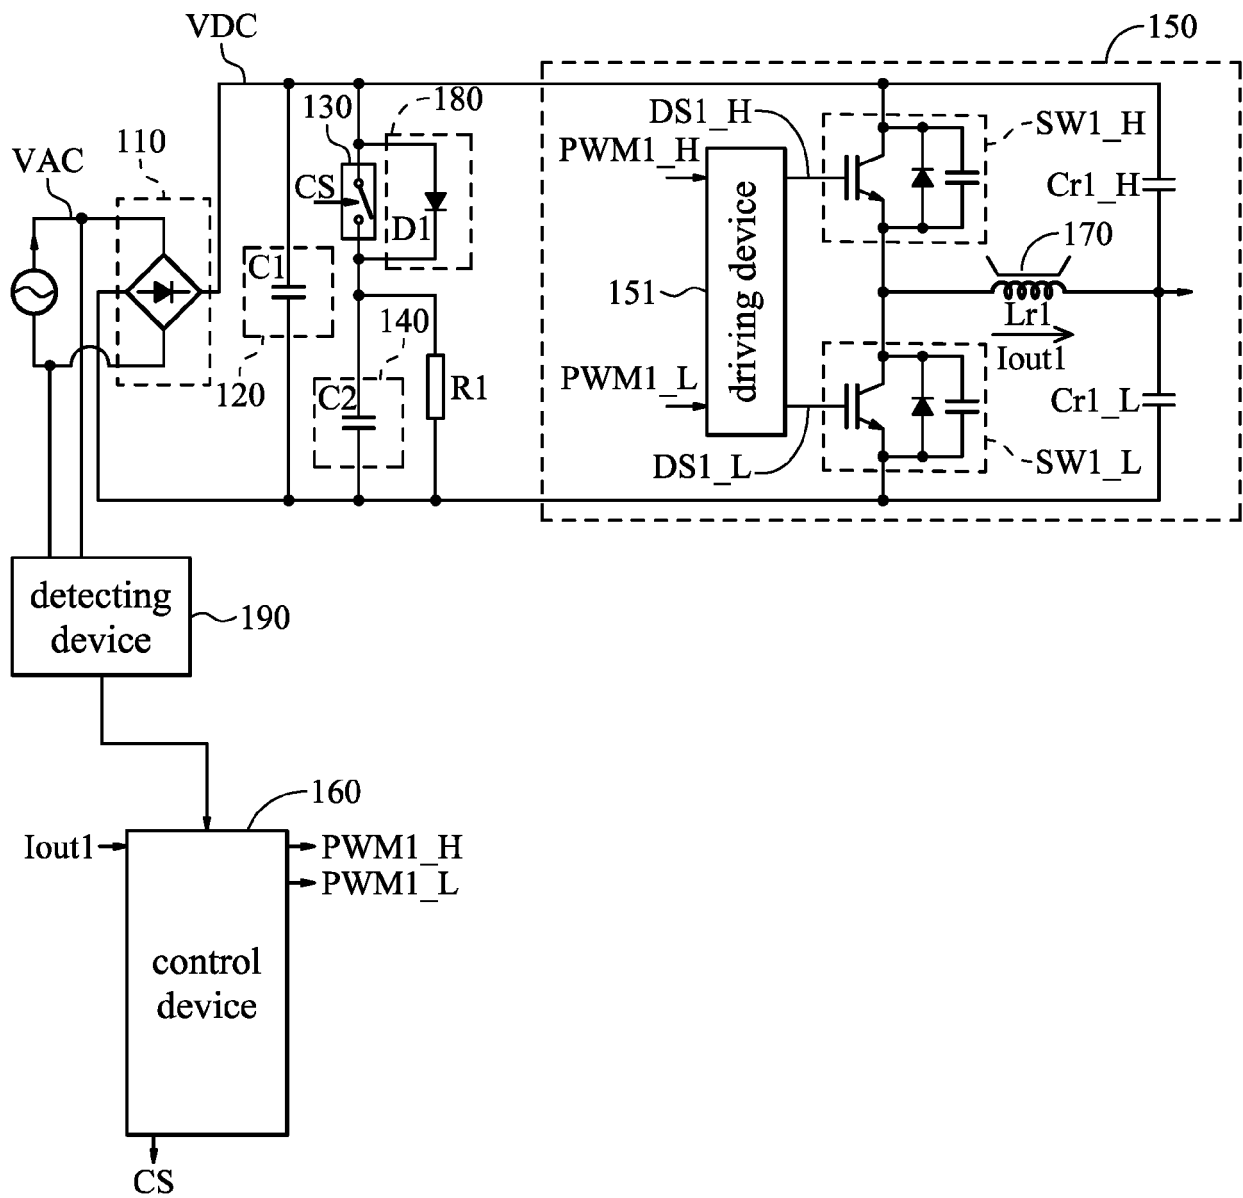 VDC
150
130
180
DS1_H
SW1_H
110
PWM1_H
VAC
CS
Cr1_H
D1
170
C1
151
driving device
Lr1
140
Iout1
120
C2
R1
PWM1_L
Cr1_L
DS1_L
SW1_L
detecting
device
190
160
Iout1
PWM1_H
PWM1_L
control
device
CS